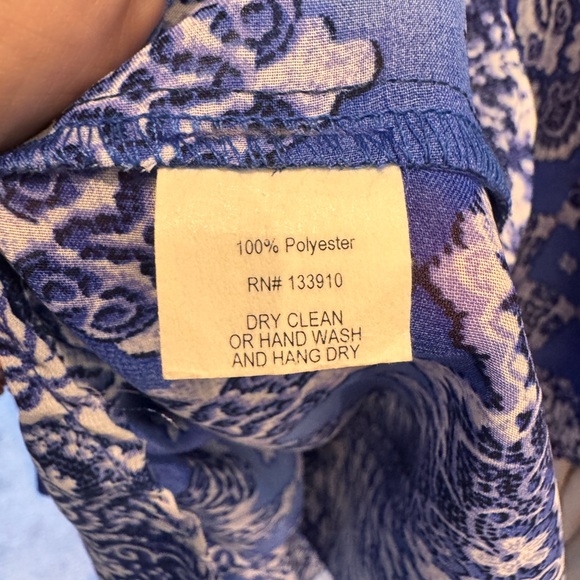 100% Polyester
RN# 133910
DRY CLEAN
OR HAND WASH
AND HANG DRY